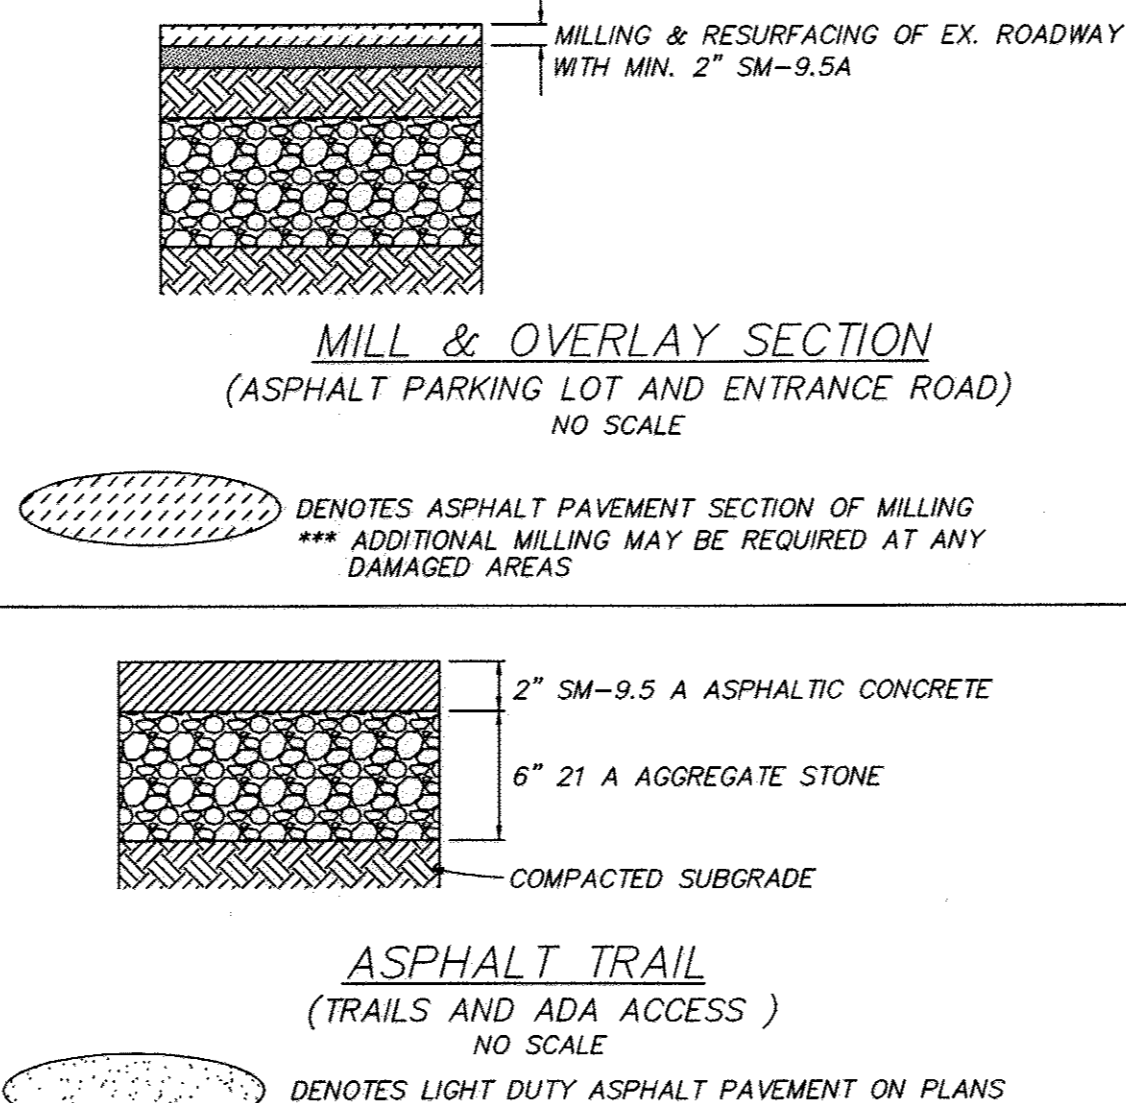 MILLING & RESURFACING OF EX. ROADWAY
WITH MIN. 2" SM-9.5A
MILL & OVERLAY SECTION
(ASPHALT PARKING LOT AND ENTRANCE ROAD)
NO SCALE
DENOTES ASPHALT PAVEMENT SECTION OF MILLING
*** ADDITIONAL MILLING MAY BE REQUIRED AT ANY
DAMAGED AREAS
2" SM-9.5 A ASPHALTIC CONCRETE
6" 21 A AGGREGATE STONE
COMPACTED SUBGRADE
ASPHALT TRAIL
(TRAILS AND ADA ACCESS )
NO SCALE
DENOTES LIGHT DUTY ASPHALT PAVEMENT ON PLANS